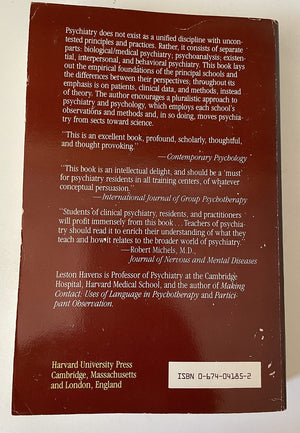 Psychiatry does not exist as a unified discipline with uncon-
tested principles and practices. Rather, it consists of separate
parts: biological/medical psychiatry; psychoanalysis; existen-
tial, interpersonal, and behavioral psychiatry. This book lays
out the empirical foundations of the principal schools and
the differences between their perspectives; throughout its
emphasis is on patients, clinical data, and methods, instead
of theory. The author encourages a pluralistic approach to
psychiatry and psychology, which employs each school's
observations and methods and, in so doing, moves psychia-
try from sects toward science.
"This is an excellent book, profound, scholarly, thoughtful,
and thought provoking."
—Contemporary Psychology
"This book is an intellectual delight, and should be a 'must'
for psychiatry residents in all training centers, of whatever
conceptual persuasion."
—International Journal of Group Psychotherapy
"Students of clinical psychiatry, residents, and practitioners
will profit immensely from this book . . . Teachers of psychia-
try should read it to enrich their understanding of what they
teach and how it relates to the broader world of psychiatry."
—Robert Michels, M.D.,
Journal of Nervous and Mental Diseases
Leston Havens is Professor of Psychiatry at the Cambridge
Hospital, Harvard Medical School, and the author of Making
Contact: Uses of Language in Psychotherapy and Partici-
pant Observation.
Harvard University Press
Cambridge, Massachusetts
and London, England
ISBN 0-674-04185-2